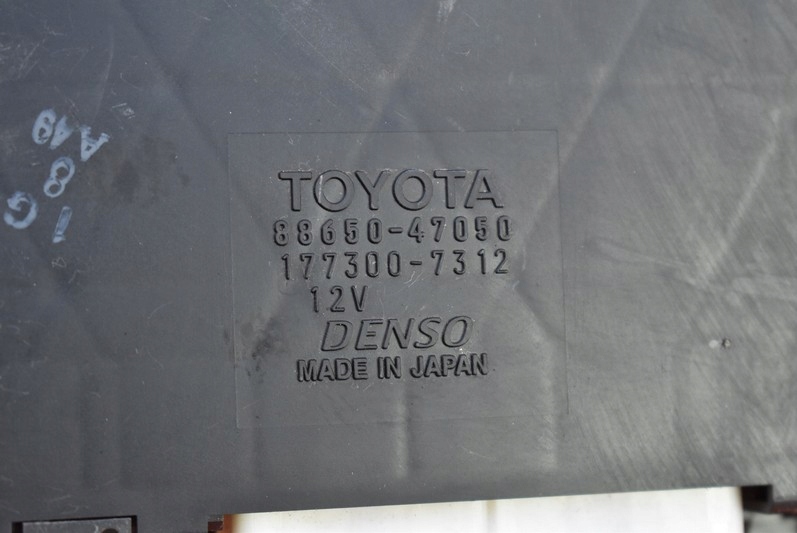 TOYOTA
88650-47050
177300-7312
12V
DENSO
MADE IN JAPAN